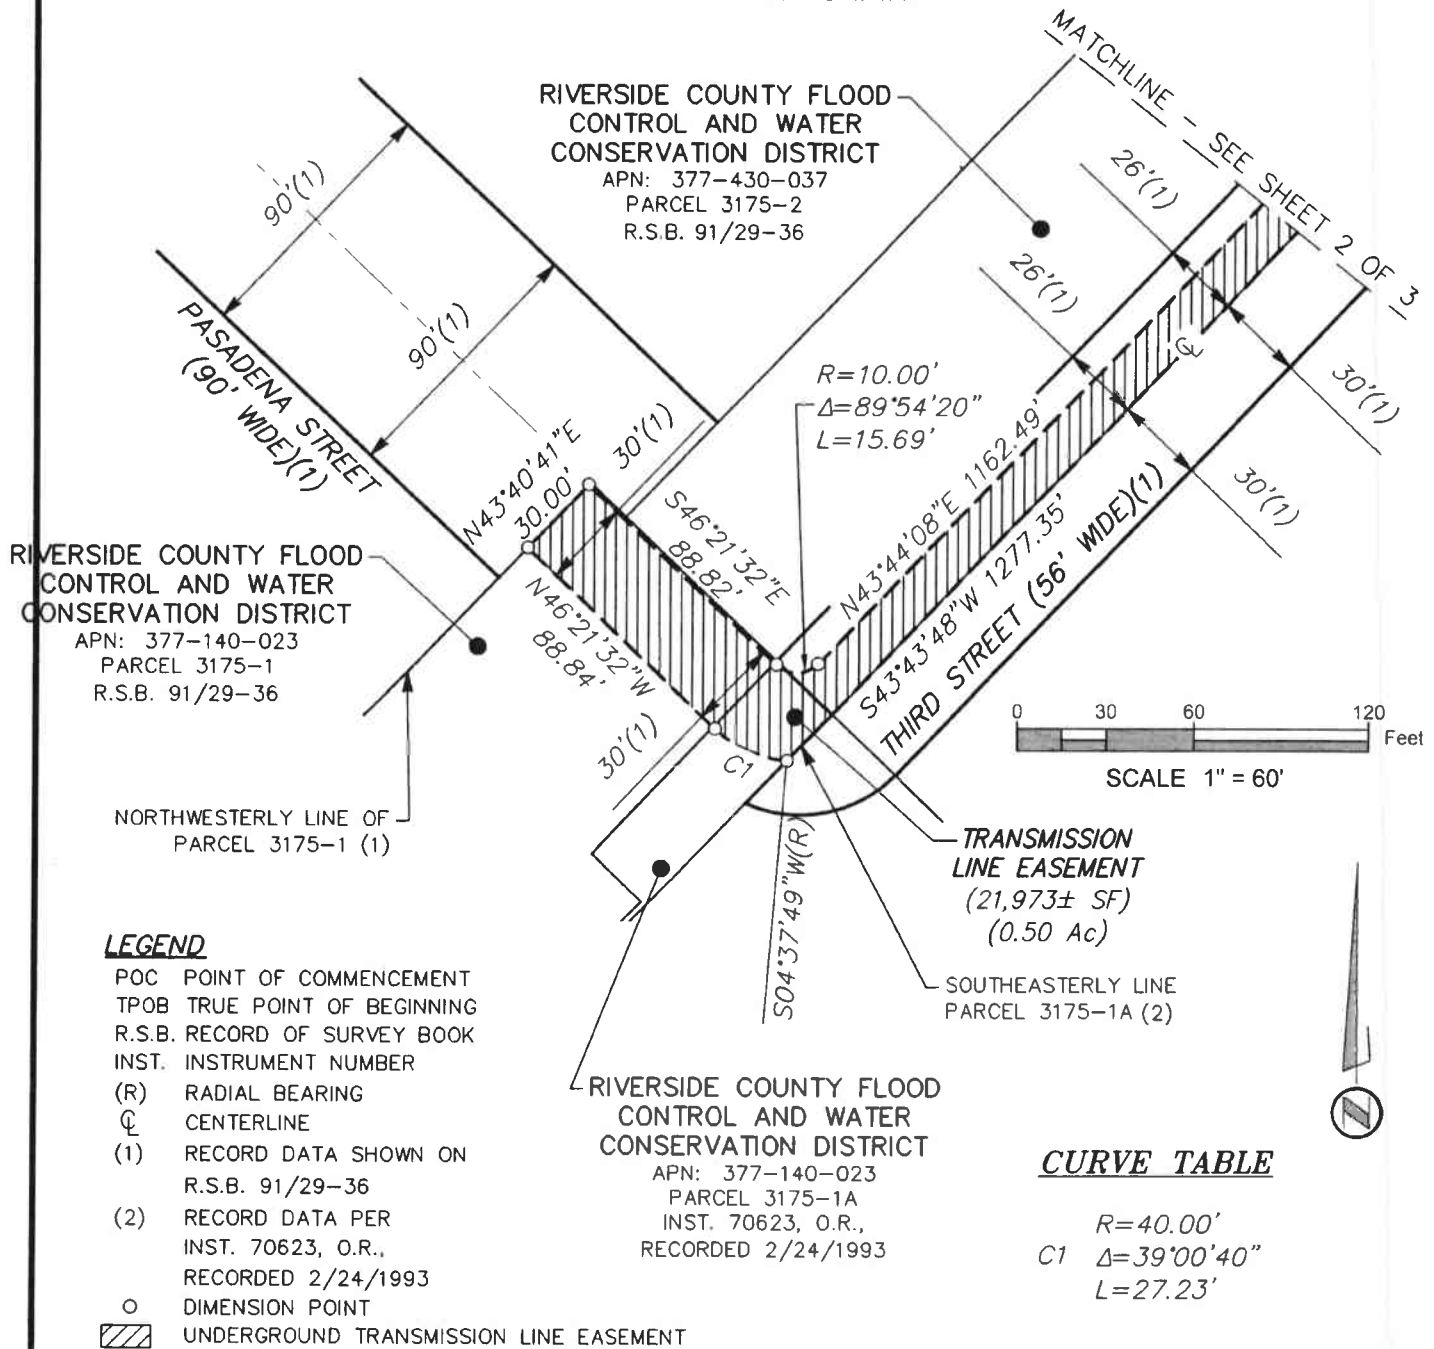 MATCHLINE - SEE SHEET 2 OF 3
RIVERSIDE COUNTY FLOOD
CONTROL AND WATER
CONSERVATION DISTRICT
APN: 377-430-037
PARCEL 3175-2
R.S.B. 91/29-36
90'(1)
90'(1)
26'(1)
26'(1)
30'(1)
30'(1)
PASADENA STREET
(90' WIDE)(1)
R=10.00'
Δ=89°54'20"
L=15.69'
N43°40'41"E
30.00'
30'(1)
S46°21'32"E
88.82'
N43°44'08"E 1162.49'
S43°43'48"W 1277.35'
THIRD STREET (56' WIDE)(1)
℄
RIVERSIDE COUNTY FLOOD
CONTROL AND WATER
CONSERVATION DISTRICT
APN: 377-140-023
PARCEL 3175-1
R.S.B. 91/29-36
N46°21'32"W
88.84'
30'(1)
C1
0 30 60 120
Feet
SCALE 1" = 60'
NORTHWESTERLY LINE OF
PARCEL 3175-1 (1)
S04°37'49"W(R)
TRANSMISSION
LINE EASEMENT
(21,973± SF)
(0.50 Ac)
SOUTHEASTERLY LINE
PARCEL 3175-1A (2)
LEGEND
POC POINT OF COMMENCEMENT
TPOB TRUE POINT OF BEGINNING
R.S.B. RECORD OF SURVEY BOOK
INST. INSTRUMENT NUMBER
(R) RADIAL BEARING
℄ CENTERLINE
(1) RECORD DATA SHOWN ON
R.S.B. 91/29-36
(2) RECORD DATA PER
INST. 70623, O.R.,
RECORDED 2/24/1993
DIMENSION POINT
UNDERGROUND TRANSMISSION LINE EASEMENT
RIVERSIDE COUNTY FLOOD
CONTROL AND WATER
CONSERVATION DISTRICT
APN: 377-140-023
PARCEL 3175-1A
INST. 70623, O.R.,
RECORDED 2/24/1993
N
CURVE TABLE
R=40.00'
C1 Δ=39°00'40"
L=27.23'